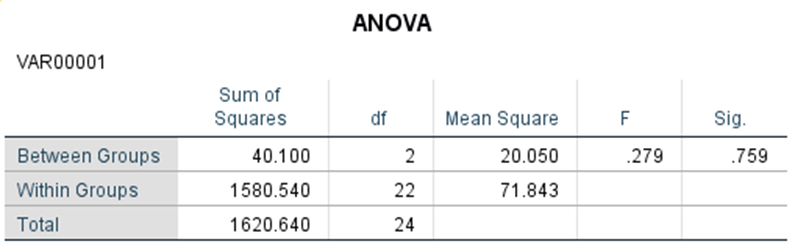 ANOVA
VAR00001
Sum of
Squares df Mean Square F Sig.
Between Groups 40.100 2 20.050 .279 .759
Within Groups 1580.540 22 71.843
Total 1620.640 24